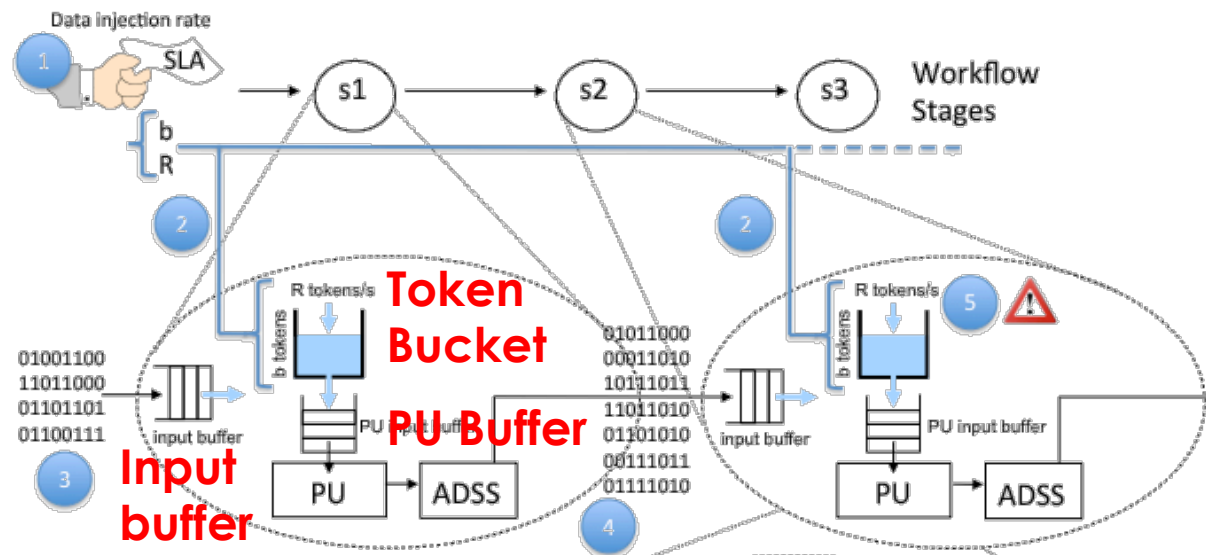 Data injection rate
1
SLA
s1
s2
s3
Workflow
Stages
b
R
2
2
R tokens/s
b tokens
Token
Bucket
R tokens/s
5
b tokens
01001100
11011000
01101101
01100111
input buffer
PU input buffer
PU Buffer
01011000
00011010
10111011
11011010
01101010
00111011
01111010
input buffer
PU input buffer
3
Input
buffer
PU
ADSS
4
PU
ADSS